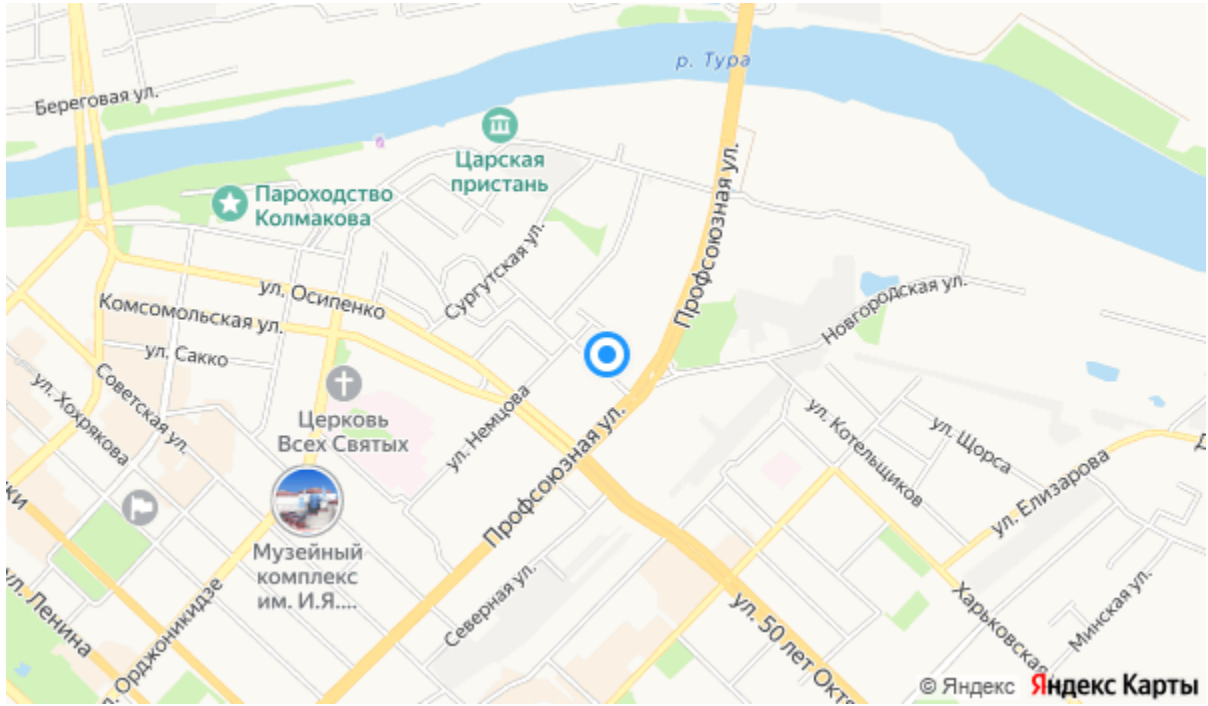 р. Тура
Береговая ул.
Царская
пристань
Профсоюзная ул.
Пароходство
Колмакова
Сургутская ул.
ул. Осипенко
Новгородская ул.
Комсомольская ул.
ул. Сакко
Советская ул.
ул. Хохрякова
Церковь
Всех Святых
ул. Немцова
ул. Котельщиков
ул. Щорса
ул. Елизарова
Профсоюзная ул.
Музейный
комплекс
им. И.Я....
Северная ул.
ул. Ленина
ул. Орджоникидзе
ул. 50 лет Октя
Харьковская
Минская ул.
© Яндекс Яндекс Карты